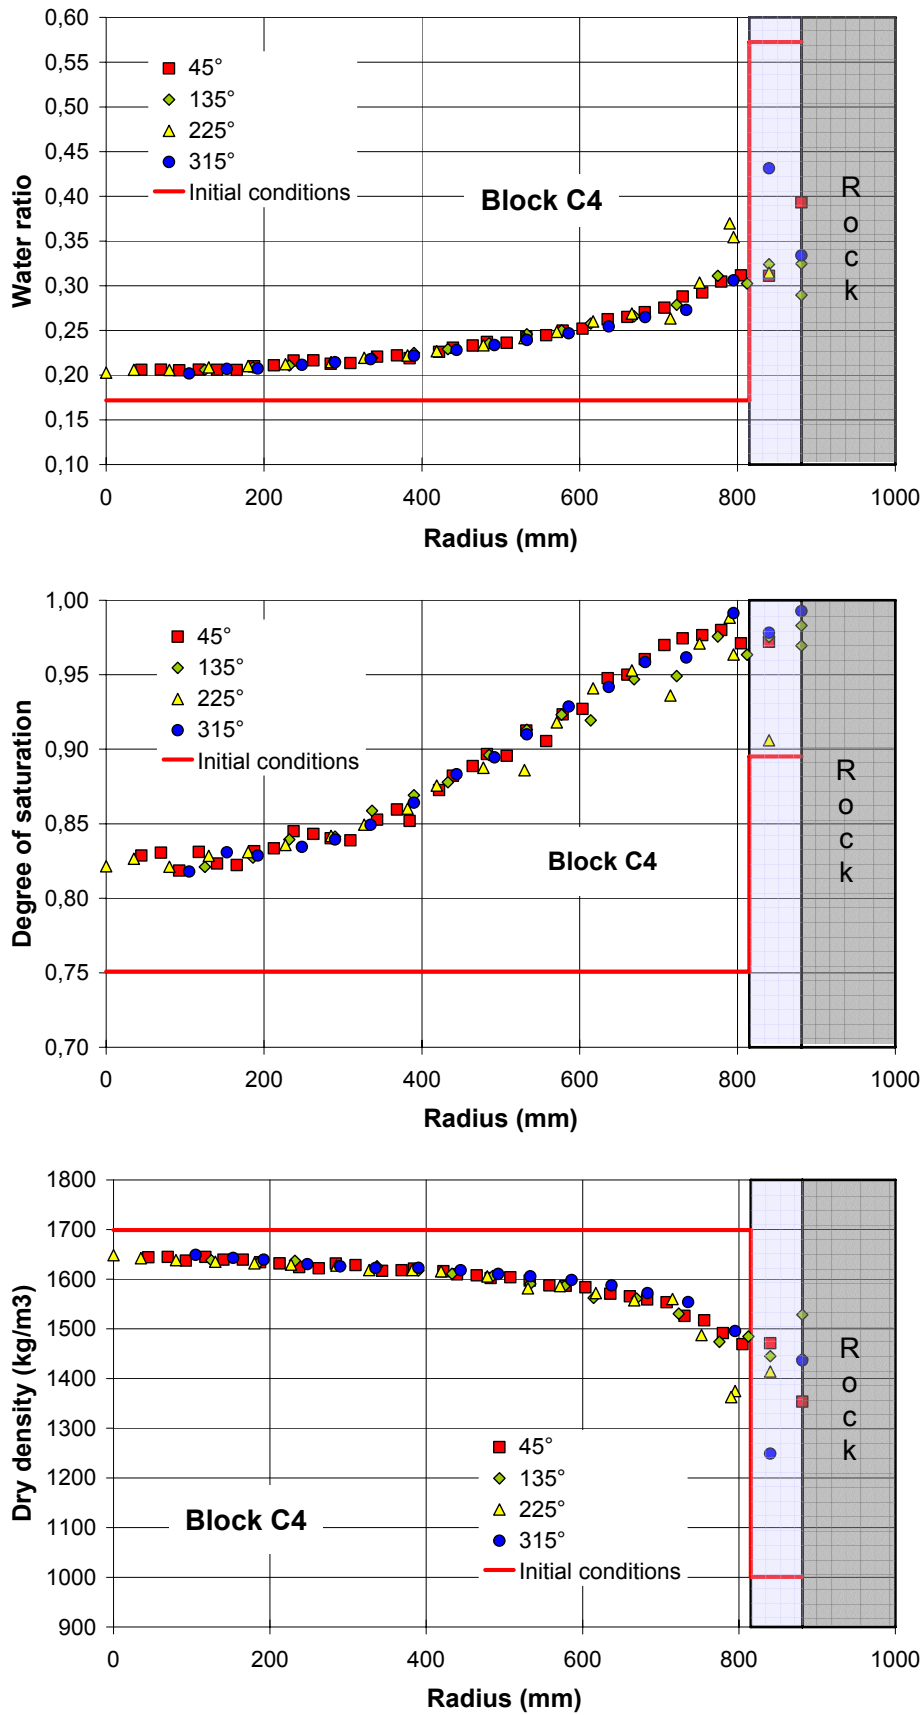 0,60
0,55
0,50
0,45
0,40
0,35
0,30
0,25
0,20
0,15
0,10
Water ratio
45°
135°
225°
315°
Initial conditions
Block C4
R
o
c
k
0
200
400
600
800
1000
Radius (mm)
1,00
0,95
0,90
0,85
0,80
0,75
0,70
Degree of saturation
45°
135°
225°
315°
Initial conditions
Block C4
R
o
c
k
0
200
400
600
800
1000
Radius (mm)
1800
1700
1600
1500
1400
1300
1200
1100
1000
900
Dry density (kg/m3)
45°
135°
225°
315°
Initial conditions
Block C4
R
o
c
k
0
200
400
600
800
1000
Radius (mm)